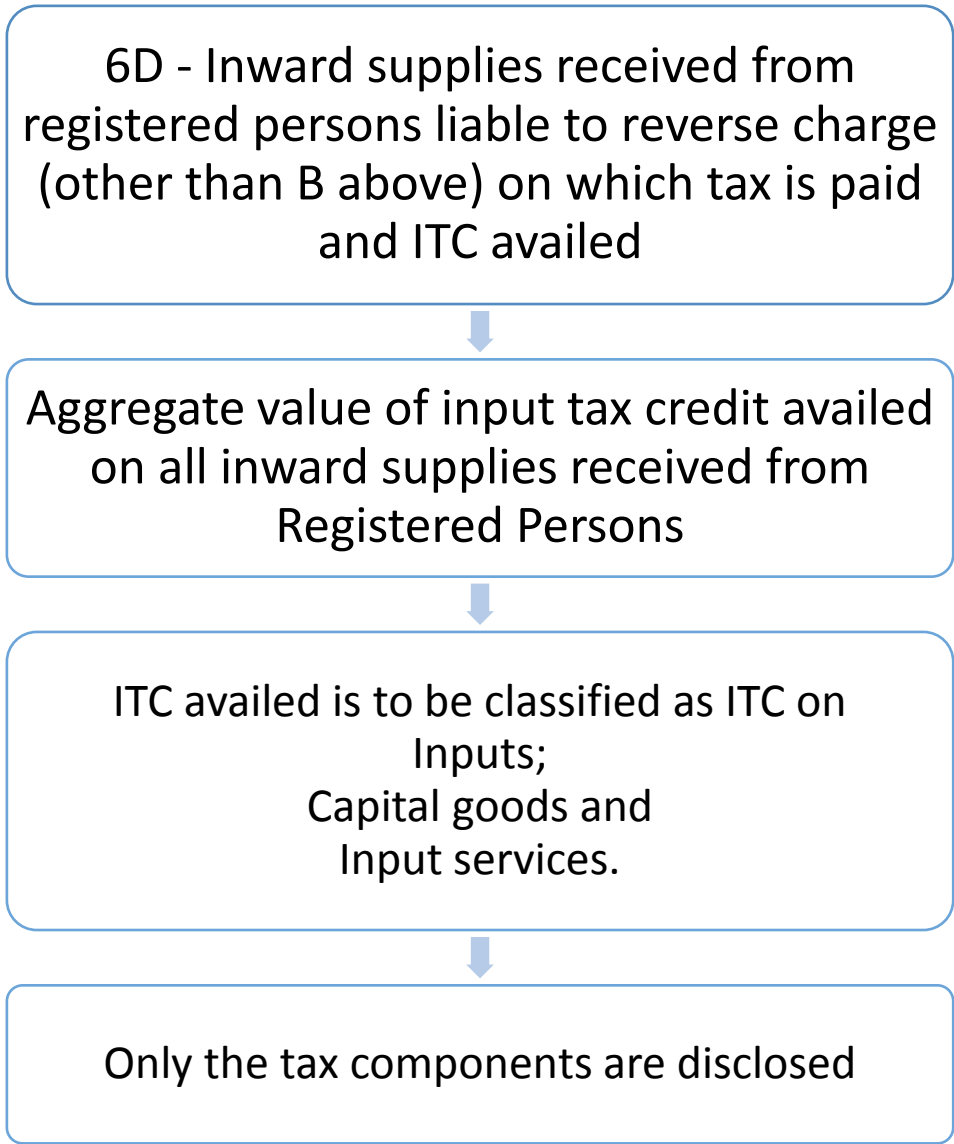 6D - Inward supplies received from
registered persons liable to reverse charge
(other than B above) on which tax is paid
and ITC availed
Aggregate value of input tax credit availed
on all inward supplies received from
Registered Persons
ITC availed is to be classified as ITC on
Inputs;
Capital goods and
Input services.
Only the tax components are disclosed